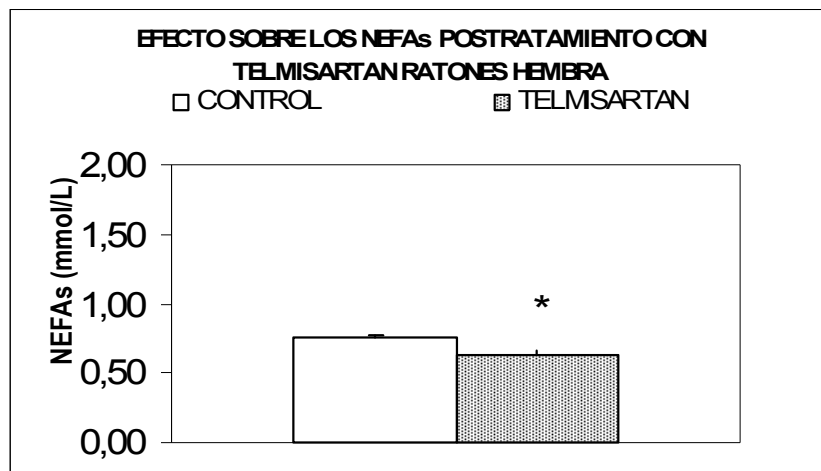 EFECTO SOBRE LOS NEFAs POSTRATAMIENTO CON
TELMISARTAN RATONES HEMBRA
CONTROL
TELMISARTAN
NEFAs (mmol/L)
2,00
1,50
1,00
0,50
0,00
*